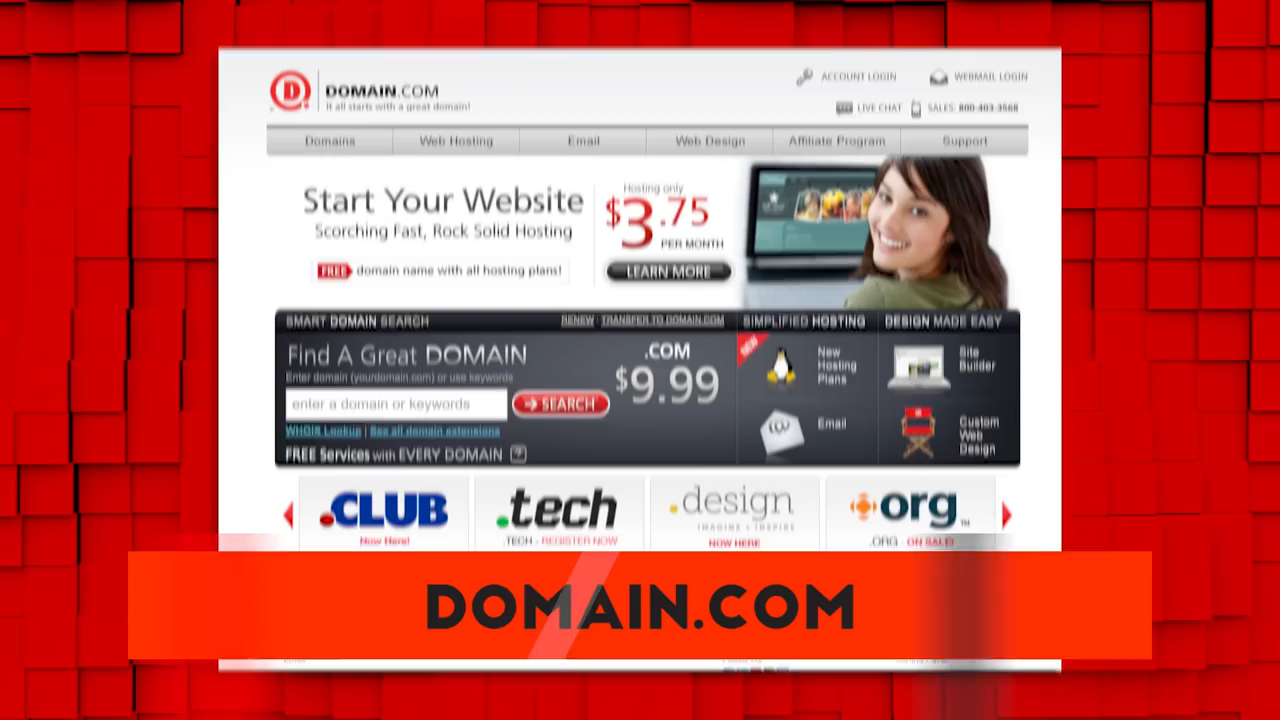 DOMAIN.COM
It all starts with a great domain!
ACCOUNT LOGIN
WEBMAIL LOGIN
LIVE CHAT
SALES: 800-403-3568
Domains
Web Hosting
Email
Web Design
Affiliate Program
Support
Start Your Website
Scorching Fast, Rock Solid Hosting
FREE domain name with all hosting plans!
Hosting only
$3.75
PER MONTH
LEARN MORE
SMART DOMAIN SEARCH
RENEW
TRANSFER TO DOMAIN.COM
Find A Great DOMAIN
Enter domain (yourdomain.com) or use keywords
enter a domain or keywords
SEARCH
WHOIS Lookup | See all domain extensions
FREE Services with EVERY DOMAIN ?
.COM
$9.99
SIMPLIFIED HOSTING
NEW
New
Hosting
Plans
Email
DESIGN MADE EASY
Site
Builder
Custom
Web
Design
.CLUB
Now Here!
.tech
.TECH - REGISTER NOW
.design
IMAGINE + INSPIRE
NOW HERE
.org™
.ORG - ON SALE!
DOMAIN.COM